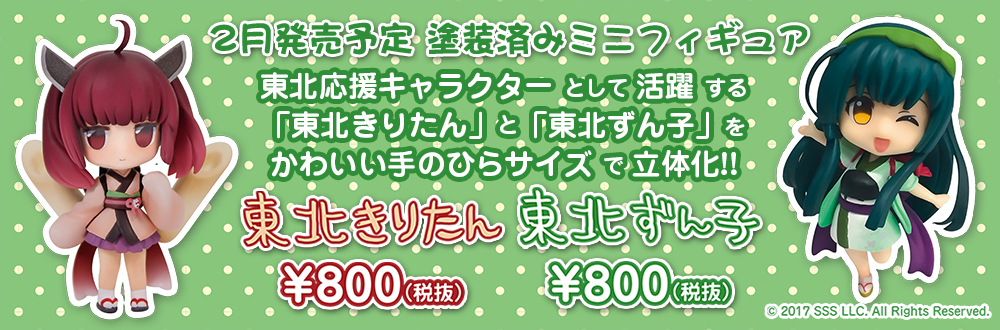 2月発売予定 塗装済みミニフィギュア
東北応援キャラクター として 活躍 する
「東北きりたん」と「東北ずん子」を
かわいい手のひらサイズ で 立体化!!
東北きりたん 東北ずん子
¥800(税抜) ¥800(税抜)
© 2017 SSS LLC. All Rights Reserved.